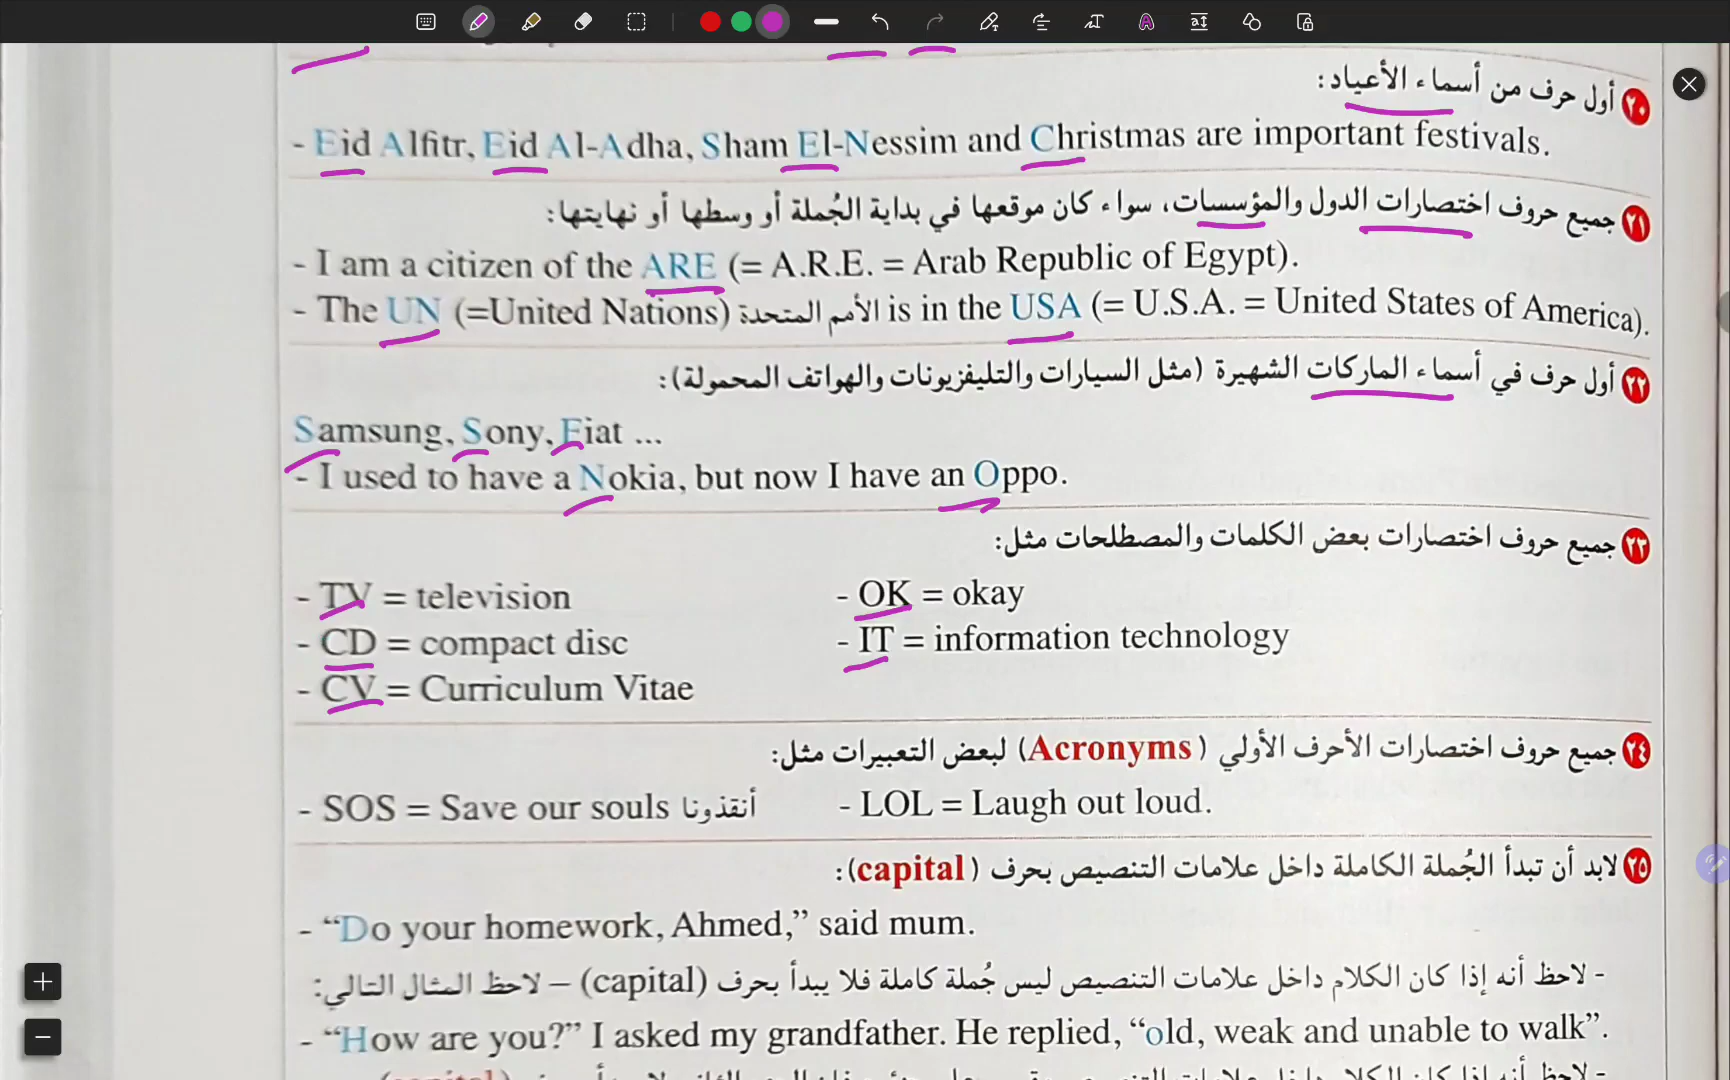 ٢٠ أول حرف من أسماء الأعياد:
- Eid Alfitr, Eid Al-Adha, Sham El-Nessim and Christmas are important festivals.
٢١ جميع حروف اختصارات الدول والمؤسسات، سواء كان موقعها في بداية الجُملة أو وسطها أو نهايتها:
- I am a citizen of the ARE (= A.R.E. = Arab Republic of Egypt).
- The UN (=United Nations) الأمم المتحدة is in the USA (= U.S.A. = United States of America).
٢٢ أول حرف في أسماء الماركات الشهيرة (مثل السيارات والتليفزيونات والهواتف المحمولة):
Samsung, Sony, Fiat ...
- I used to have a Nokia, but now I have an Oppo.
٢٣ جميع حروف اختصارات بعض الكلمات والمصطلحات مثل:
- TV = television - OK = okay
- CD = compact disc - IT = information technology
- CV = Curriculum Vitae
٢٤ جميع حروف اختصارات الأحرف الأولي (Acronyms) لبعض التعبيرات مثل:
- SOS = Save our souls أنقذونا - LOL = Laugh out loud.
٢٥ لابد أن تبدأ الجُملة الكاملة داخل علامات التنصيص بحرف (capital):
- “Do your homework, Ahmed,” said mum.
- لاحظ أنه إذا كان الكلام داخل علامات التنصيص ليس جُملة كاملة فلا يبدأ بحرف (capital) – لاحظ المثال التالي:
- “How are you?” I asked my grandfather. He replied, “old, weak and unable to walk”.